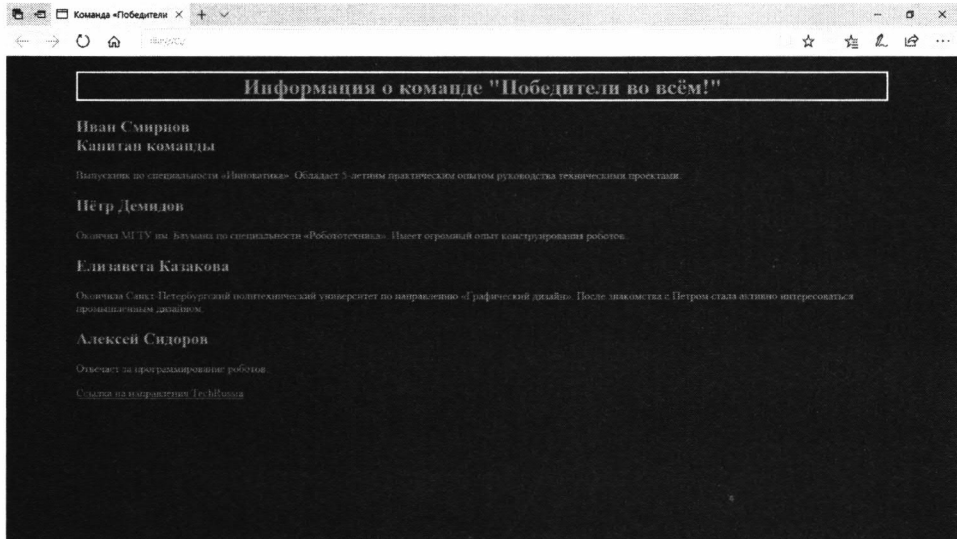 Команда «Победители
Информация о команде "Победители во всём!"
Иван Смирнов
Капитан команды
Выпускник по специальности «Инноватика». Обладает 5-летним практическим опытом руководства техническими проектами.
Пётр Демидов
Окончил МГТУ им. Баумана по специальности «Робототехника». Имеет огромный опыт конструирования роботов.
Елизавета Казакова
Окончила Санкт-Петербургский политехнический университет по направлению «Графический дизайн». После знакомства с Петром стала активно интересоваться
промышленным дизайном.
Алексей Сидоров
Отвечает за программирование роботов.
Ссылка на направления TechRussia